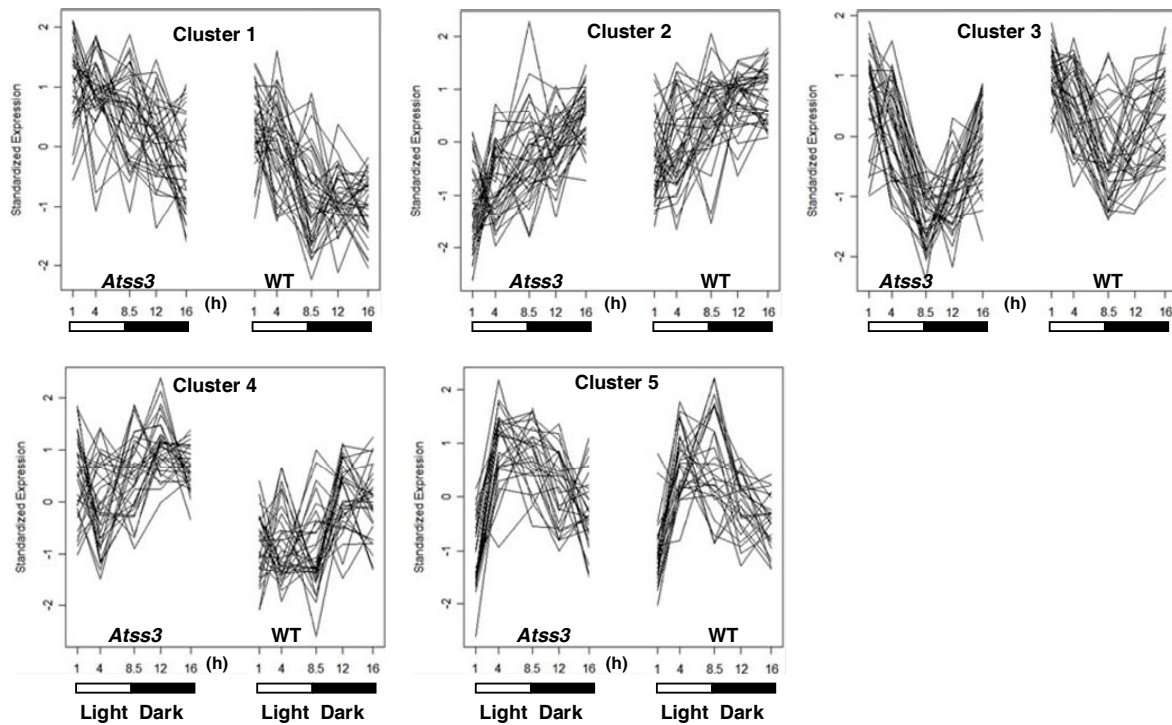 Cluster 1
Standardized Expression
2
1
0
-1
-2
Atss3 WT
1 4 8.5 12 16 (h) 1 4 8.5 12 16
Cluster 2
Standardized Expression
2
1
0
-1
-2
Atss3 WT
1 4 8.5 12 16 (h) 1 4 8.5 12 16
Cluster 3
Standardized Expression
2
1
0
-1
-2
Atss3 WT
1 4 8.5 12 16 (h) 1 4 8.5 12 16
Cluster 4
Standardized Expression
2
1
0
-1
-2
Atss3 WT
1 4 8.5 12 16 (h) 1 4 8.5 12 16
Light Dark Light Dark
Cluster 5
Standardized Expression
2
1
0
-1
-2
Atss3 WT
1 4 8.5 12 16 (h) 1 4 8.5 12 16
Light Dark Light Dark